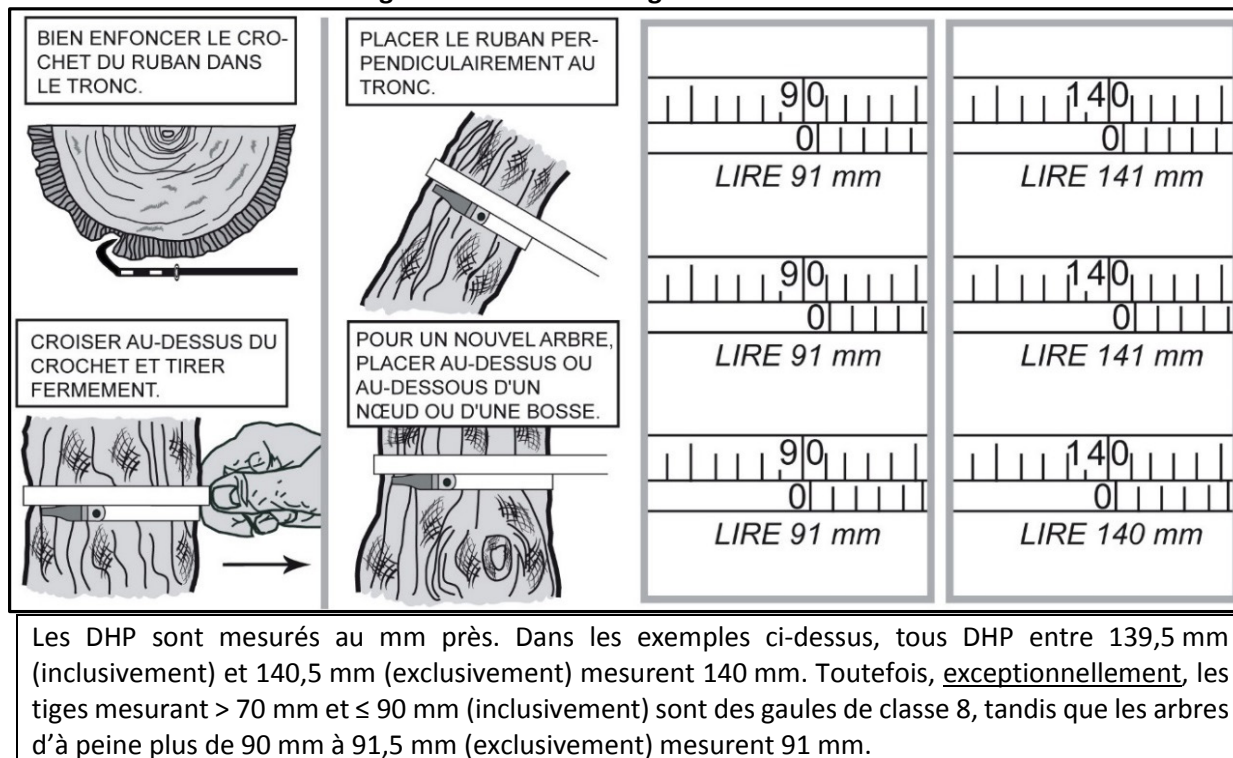 BIEN ENFONCER LE CRO-
CHET DU RUBAN DANS
LE TRONC.
CROISER AU-DESSUS DU
CROCHET ET TIRER
FERMEMENT.
PLACER LE RUBAN PER-
PENDICULAIREMENT AU
TRONC.
POUR UN NOUVEL ARBRE,
PLACER AU-DESSUS OU
AU-DESSOUS D'UN
NŒUD OU D'UNE BOSSE.
90
0
LIRE 91 mm
90
0
LIRE 91 mm
90
0
LIRE 91 mm
140
0
LIRE 141 mm
140
0
LIRE 141 mm
140
0
LIRE 140 mm
Les DHP sont mesurés au mm près. Dans les exemples ci-dessus, tous DHP entre 139,5 mm
(inclusivement) et 140,5 mm (exclusivement) mesurent 140 mm. Toutefois, exceptionnellement, les
tiges mesurant > 70 mm et ≤ 90 mm (inclusivement) sont des gaules de classe 8, tandis que les arbres
d’à peine plus de 90 mm à 91,5 mm (exclusivement) mesurent 91 mm.